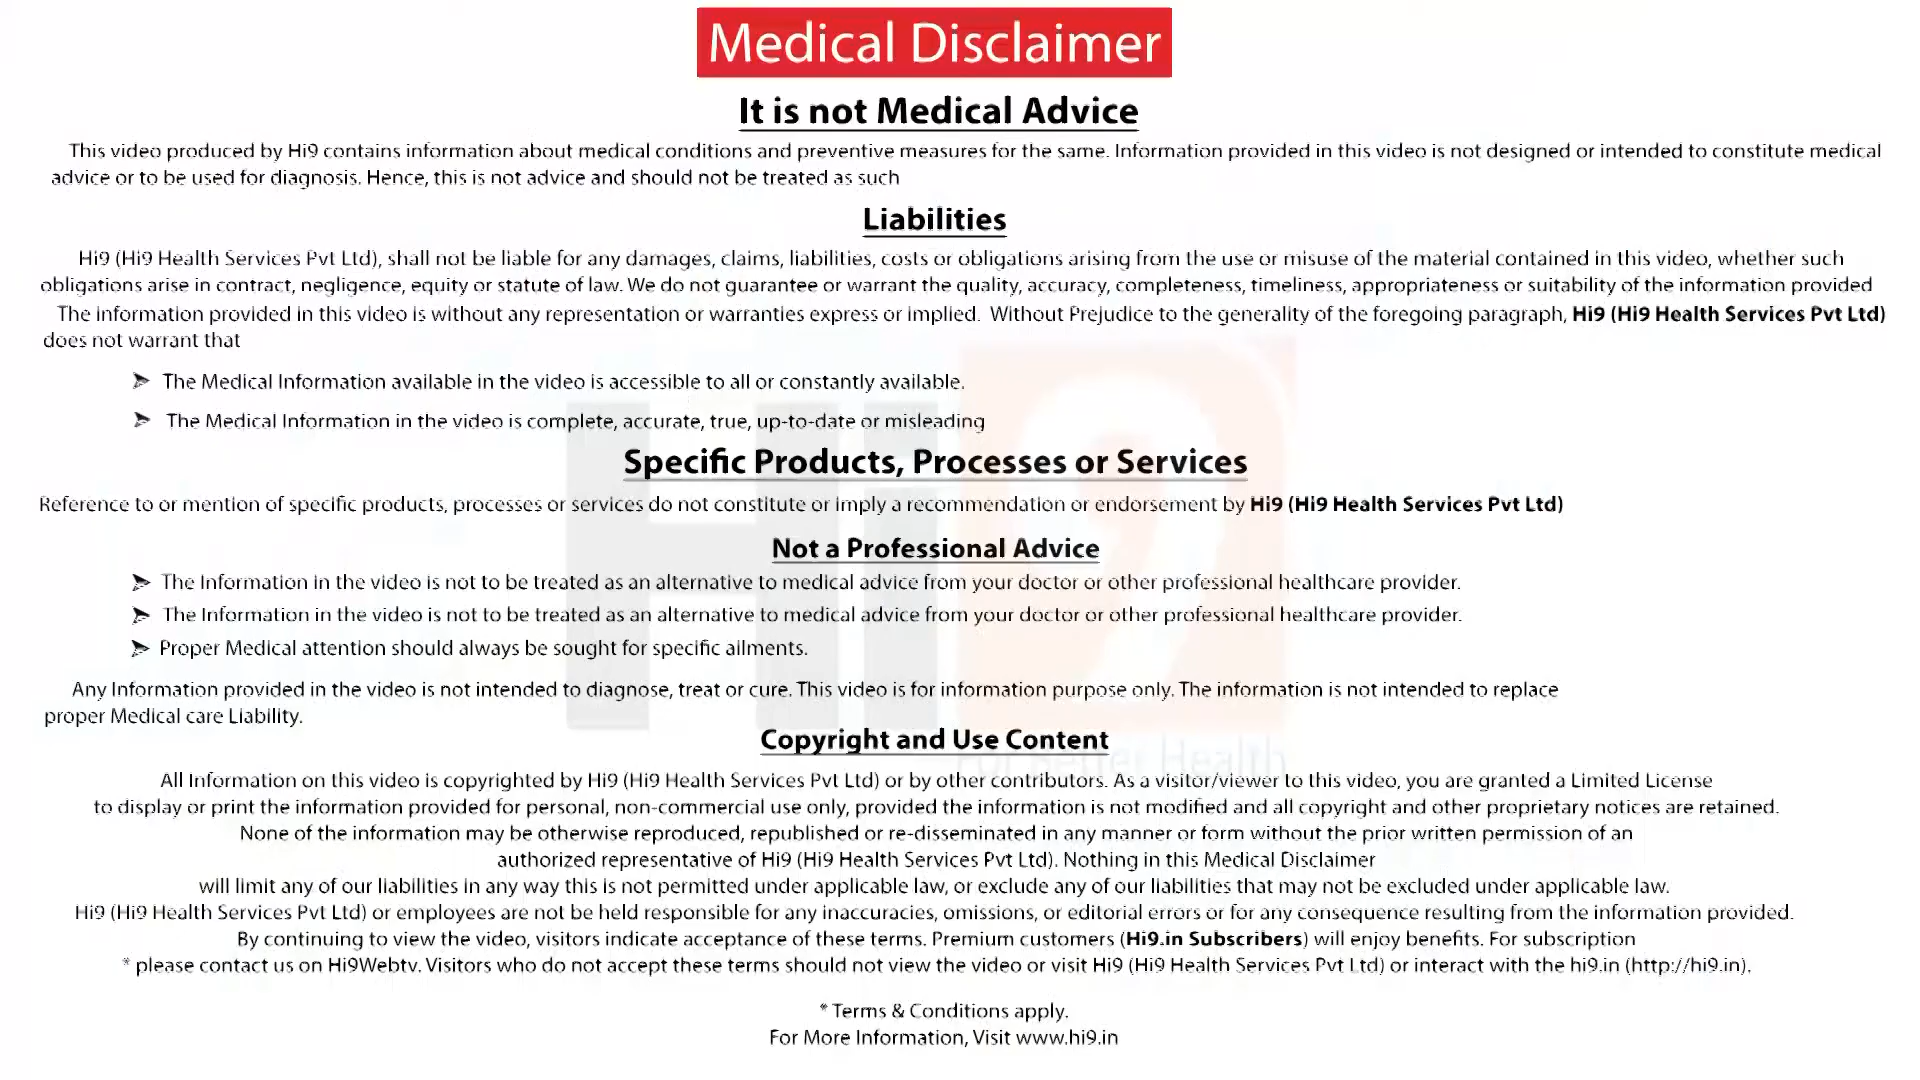 Medical Disclaimer
It is not Medical Advice
This video produced by Hi9 contains information about medical conditions and preventive measures for the same. Information provided in this video is not designed or intended to constitute medical
advice or to be used for diagnosis. Hence, this is not advice and should not be treated as such
Liabilities
Hi9 (Hi9 Health Services Pvt Ltd), shall not be liable for any damages, claims, liabilities, costs or obligations arising from the use or misuse of the material contained in this video, whether such
obligations arise in contract, negligence, equity or statute of law. We do not guarantee or warrant the quality, accuracy, completeness, timeliness, appropriateness or suitability of the information provided
The information provided in this video is without any representation or warranties express or implied. Without Prejudice to the generality of the foregoing paragraph, Hi9 (Hi9 Health Services Pvt Ltd)
does not warrant that
➢ The Medical Information available in the video is accessible to all or constantly available.
➢ The Medical Information in the video is complete, accurate, true, up-to-date or misleading
Specific Products, Processes or Services
Reference to or mention of specific products, processes or services do not constitute or imply a recommendation or endorsement by Hi9 (Hi9 Health Services Pvt Ltd)
Not a Professional Advice
➢ The Information in the video is not to be treated as an alternative to medical advice from your doctor or other professional healthcare provider.
➢ The Information in the video is not to be treated as an alternative to medical advice from your doctor or other professional healthcare provider.
➢ Proper Medical attention should always be sought for specific ailments.
Any Information provided in the video is not intended to diagnose, treat or cure. This video is for information purpose only. The information is not intended to replace
proper Medical care Liability.
Hi9
For Better Health
Copyright and Use Content
All Information on this video is copyrighted by Hi9 (Hi9 Health Services Pvt Ltd) or by other contributors. As a visitor/viewer to this video, you are granted a Limited License
to display or print the information provided for personal, non-commercial use only, provided the information is not modified and all copyright and other proprietary notices are retained.
None of the information may be otherwise reproduced, republished or re-disseminated in any manner or form without the prior written permission of an
authorized representative of Hi9 (Hi9 Health Services Pvt Ltd). Nothing in this Medical Disclaimer
will limit any of our liabilities in any way this is not permitted under applicable law, or exclude any of our liabilities that may not be excluded under applicable law.
Hi9 (Hi9 Health Services Pvt Ltd) or employees are not be held responsible for any inaccuracies, omissions, or editorial errors or for any consequence resulting from the information provided.
By continuing to view the video, visitors indicate acceptance of these terms. Premium customers (Hi9.in Subscribers) will enjoy benefits. For subscription
* please contact us on Hi9Webtv. Visitors who do not accept these terms should not view the video or visit Hi9 (Hi9 Health Services Pvt Ltd) or interact with the hi9.in (http://hi9.in).
* Terms & Conditions apply.
For More Information, Visit www.hi9.in